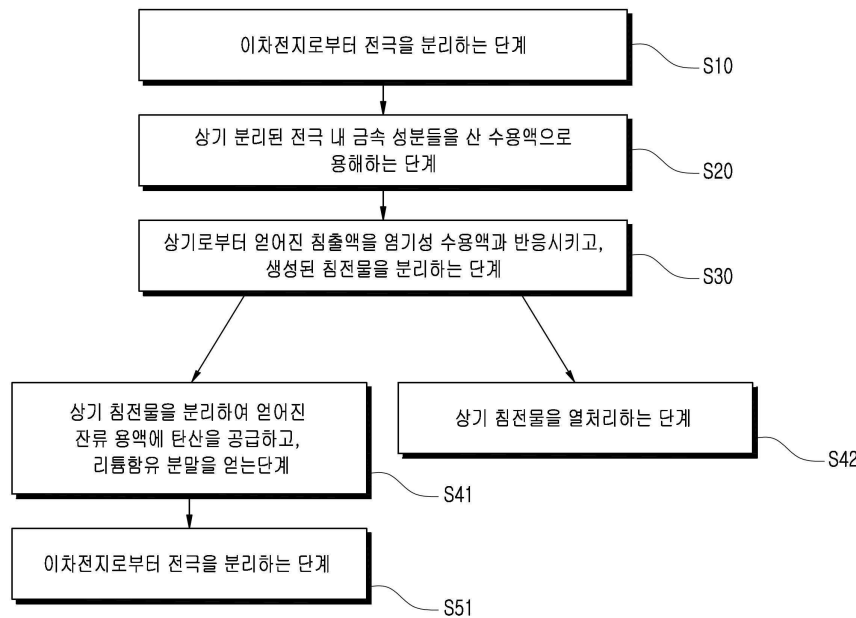 이차전지로부터 전극을 분리하는 단계
S10
상기 분리된 전극 내 금속 성분들을 산 수용액으로
용해하는 단계
S20
상기로부터 얻어진 침출액을 염기성 수용액과 반응시키고,
생성된 침전물을 분리하는 단계
S30
상기 침전물을 분리하여 얻어진
잔류 용액에 탄산을 공급하고,
리튬함유 분말을 얻는단계
S41
상기 침전물을 열처리하는 단계
S42
이차전지로부터 전극을 분리하는 단계
S51